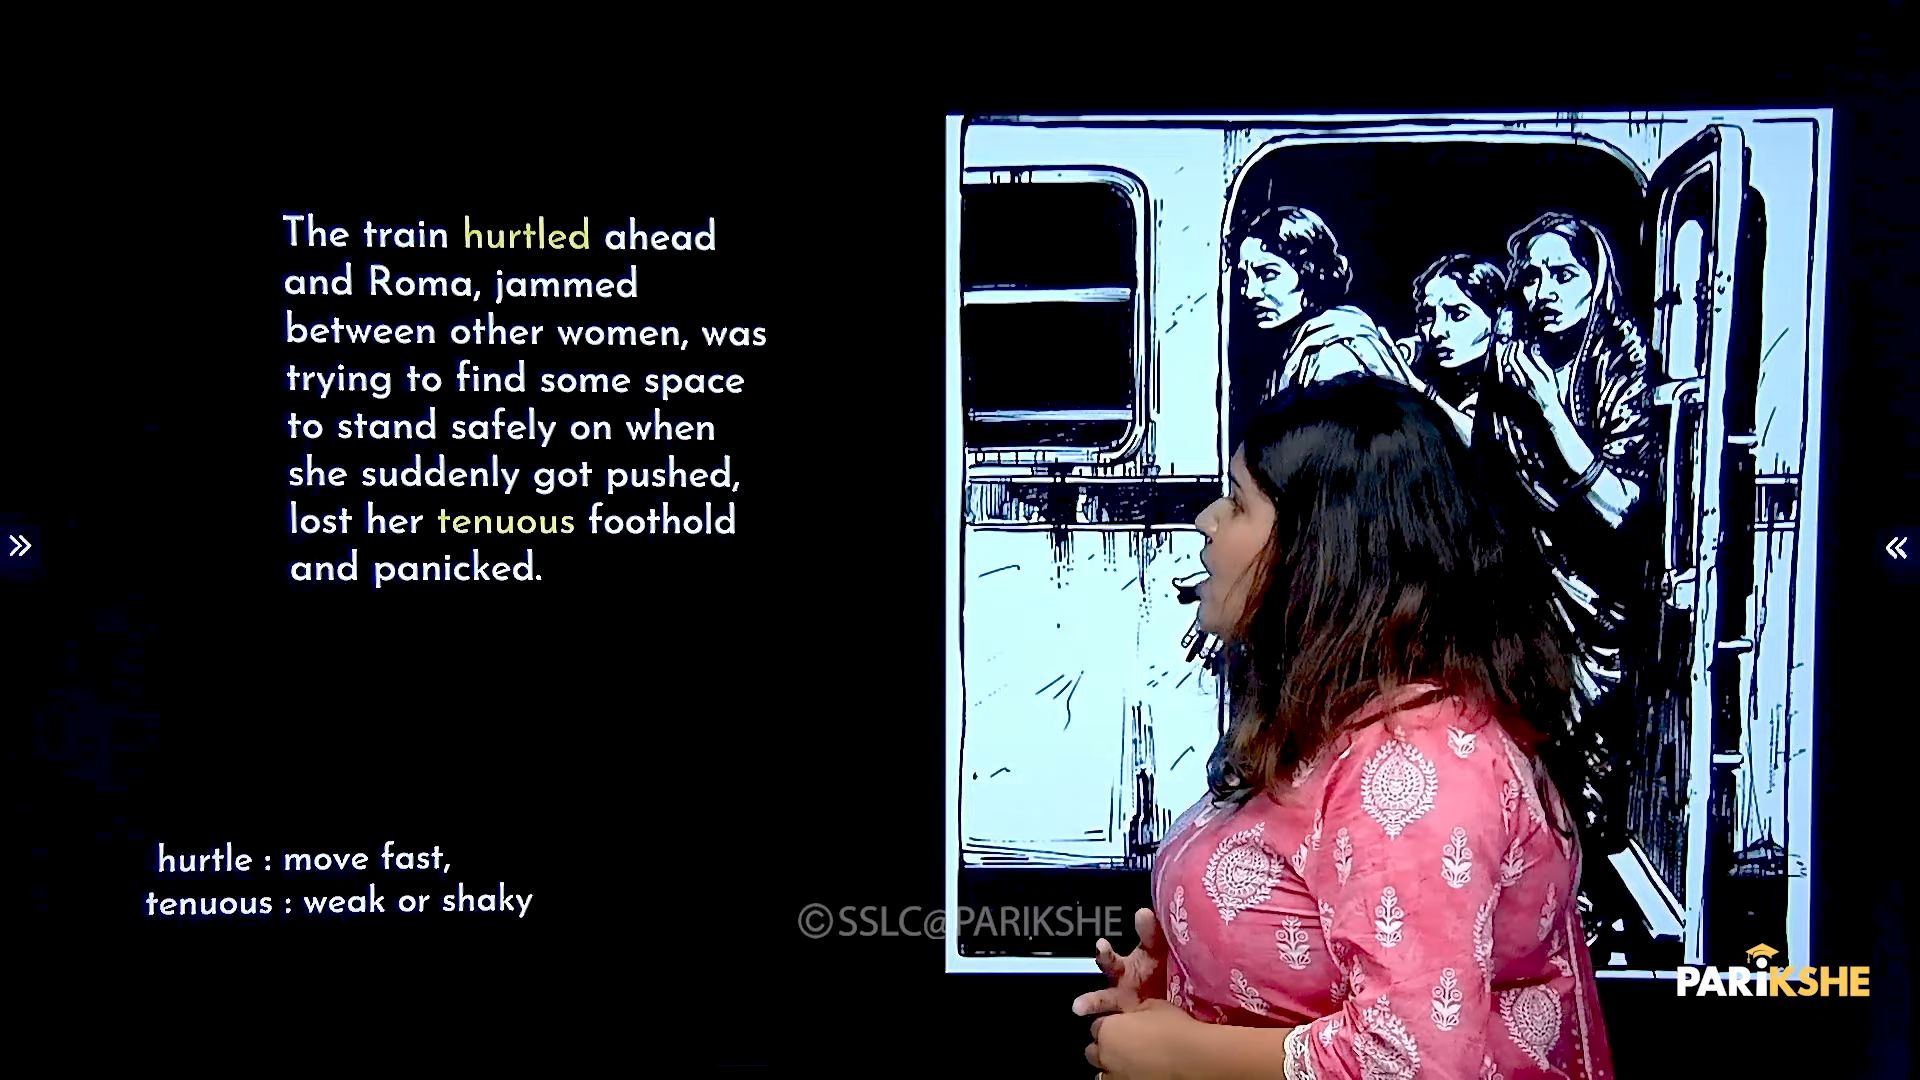 The train hurtled ahead
and Roma, jammed
between other women, was
trying to find some space
to stand safely on when
she suddenly got pushed,
lost her tenuous foothold
and panicked.
hurtle : move fast,
tenuous : weak or shaky
©SSLC@PARIKSHE
PARIKSHE